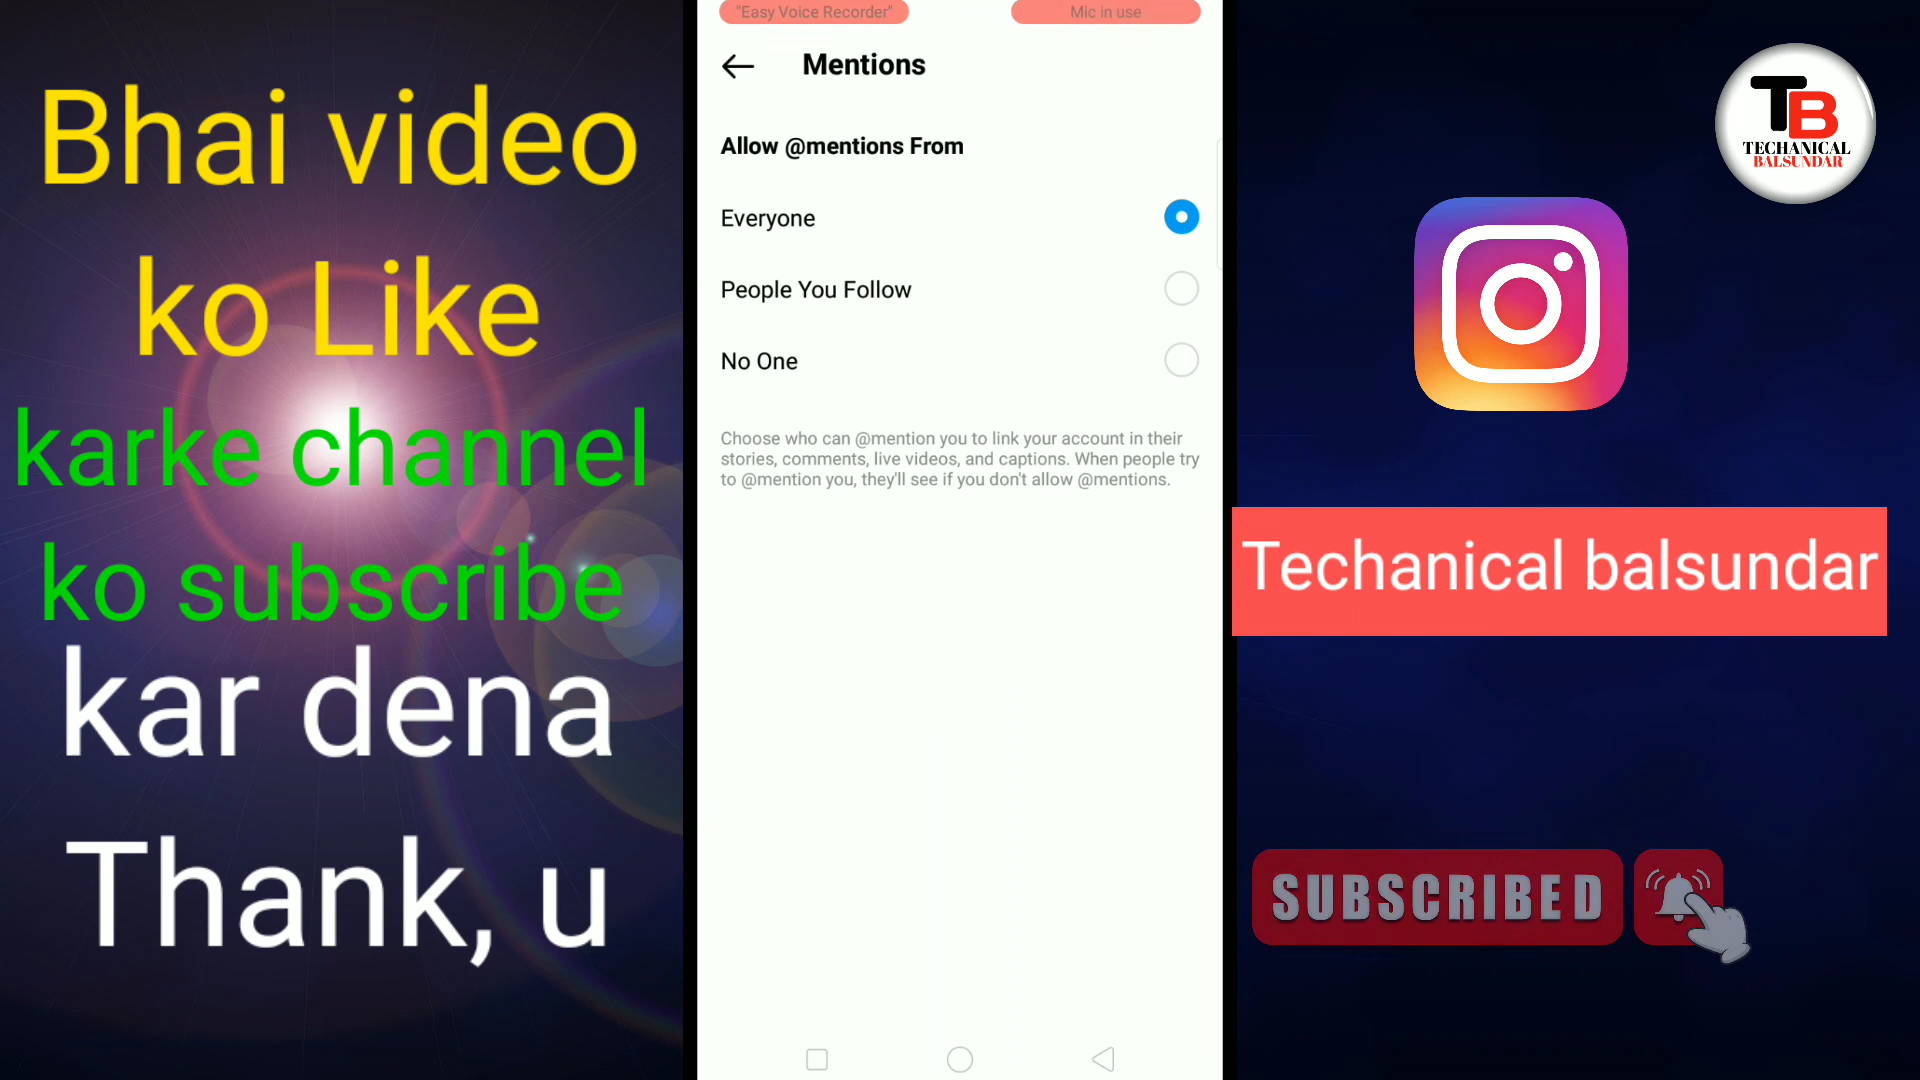 Bhai video
ko Like
karke channel
ko subscribe
kar dena
Thank, u
"Easy Voice Recorder"
Mic in use
Mentions
Allow @mentions From
Everyone
People You Follow
No One
Choose who can @mention you to link your account in their
stories, comments, live videos, and captions. When people try
to @mention you, they'll see if you don't allow @mentions.
TB
TECHANICAL
BALSUNDAR
Techanical balsundar
SUBSCRIBED